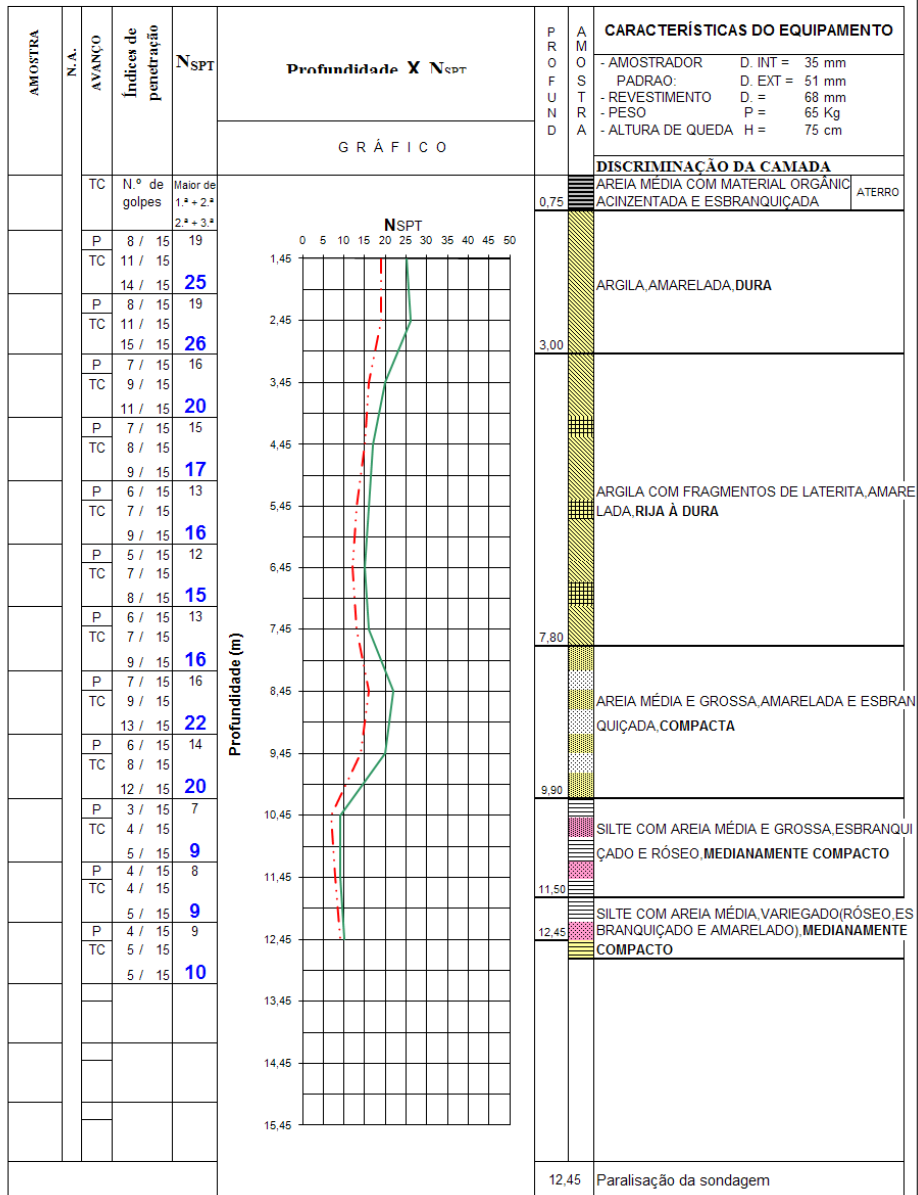 AMOSTRA
N. A.
AVANÇO
Índices de penetração
NSPT
Profundidade X NSPT
GRÁFICO
PROFUND
AMOSTRA
CARACTERÍSTICAS DO EQUIPAMENTO
- AMOSTRADOR D. INT = 35 mm
PADRAO: D. EXT = 51 mm
- REVESTIMENTO D. = 68 mm
- PESO P = 65 Kg
- ALTURA DE QUEDA H = 75 cm
DISCRIMINAÇÃO DA CAMADA
TC N.º de golpes Maior de 1.ª + 2.ª 2.ª + 3.ª
P 8 / 15 19
TC 11 / 15
14 / 15 25
P 8 / 15 19
TC 11 / 15
15 / 15 26
P 7 / 15 16
TC 9 / 15
11 / 15 20
P 7 / 15 15
TC 8 / 15
9 / 15 17
P 6 / 15 13
TC 7 / 15
9 / 15 16
P 5 / 15 12
TC 7 / 15
8 / 15 15
P 6 / 15 13
TC 7 / 15
9 / 15 16
P 7 / 15 16
TC 9 / 15
13 / 15 22
P 6 / 15 14
TC 8 / 15
12 / 15 20
P 3 / 15 7
TC 4 / 15
5 / 15 9
P 4 / 15 8
TC 4 / 15
5 / 15 9
P 4 / 15 9
TC 5 / 15
5 / 15 10
NSPT
0 5 10 15 20 25 30 35 40 45 50
Profundidade (m)
1,45
2,45
3,45
4,45
5,45
6,45
7,45
8,45
9,45
10,45
11,45
12,45
13,45
14,45
15,45
0,75
AREIA MÉDIA COM MATERIAL ORGÂNIC
ACINZENTADA E ESBRANQUIÇADA
ATERRO
ARGILA,AMARELADA,DURA
3,00
ARGILA COM FRAGMENTOS DE LATERITA,AMARE
LADA,RIJA À DURA
7,80
AREIA MÉDIA E GROSSA,AMARELADA E ESBRAN
QUIÇADA,COMPACTA
9,90
SILTE COM AREIA MÉDIA E GROSSA,ESBRANQUI
ÇADO E RÓSEO,MEDIANAMENTE COMPACTO
11,50
SILTE COM AREIA MÉDIA,VARIEGADO(RÓSEO,ES
BRANQUIÇADO E AMARELADO),MEDIANAMENTE
COMPACTO
12,45
12,45 Paralisação da sondagem